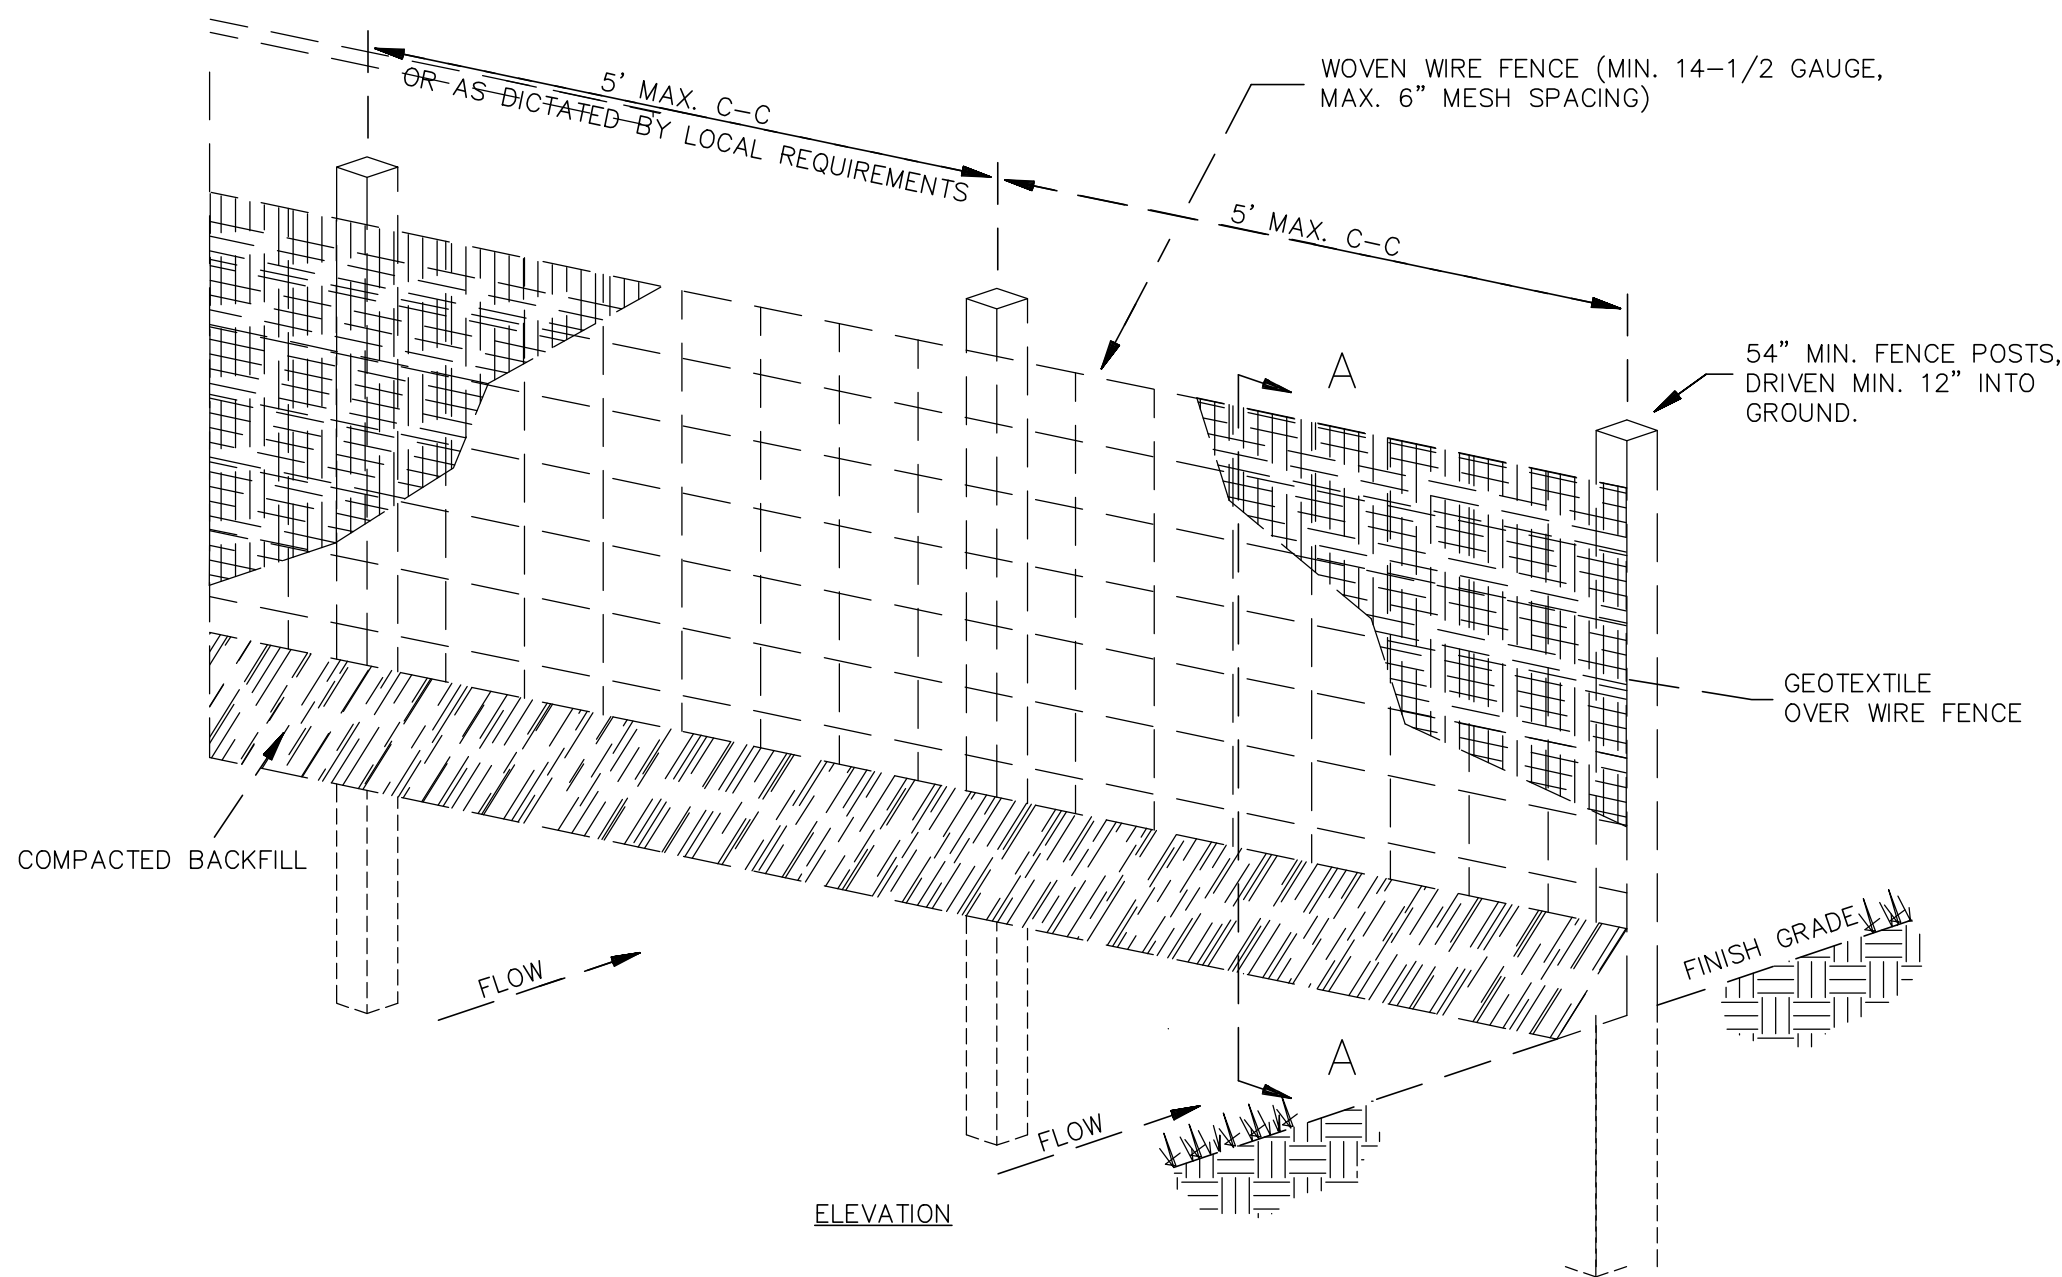 5' MAX. C-C
OR AS DICTATED BY LOCAL REQUIREMENTS
WOVEN WIRE FENCE (MIN. 14-1/2 GAUGE,
MAX. 6" MESH SPACING)
5' MAX. C-C
A
54" MIN. FENCE POSTS,
DRIVEN MIN. 12" INTO
GROUND.
GEOTEXTILE
OVER WIRE FENCE
COMPACTED BACKFILL
FINISH GRADE
FLOW
A
FLOW
ELEVATION